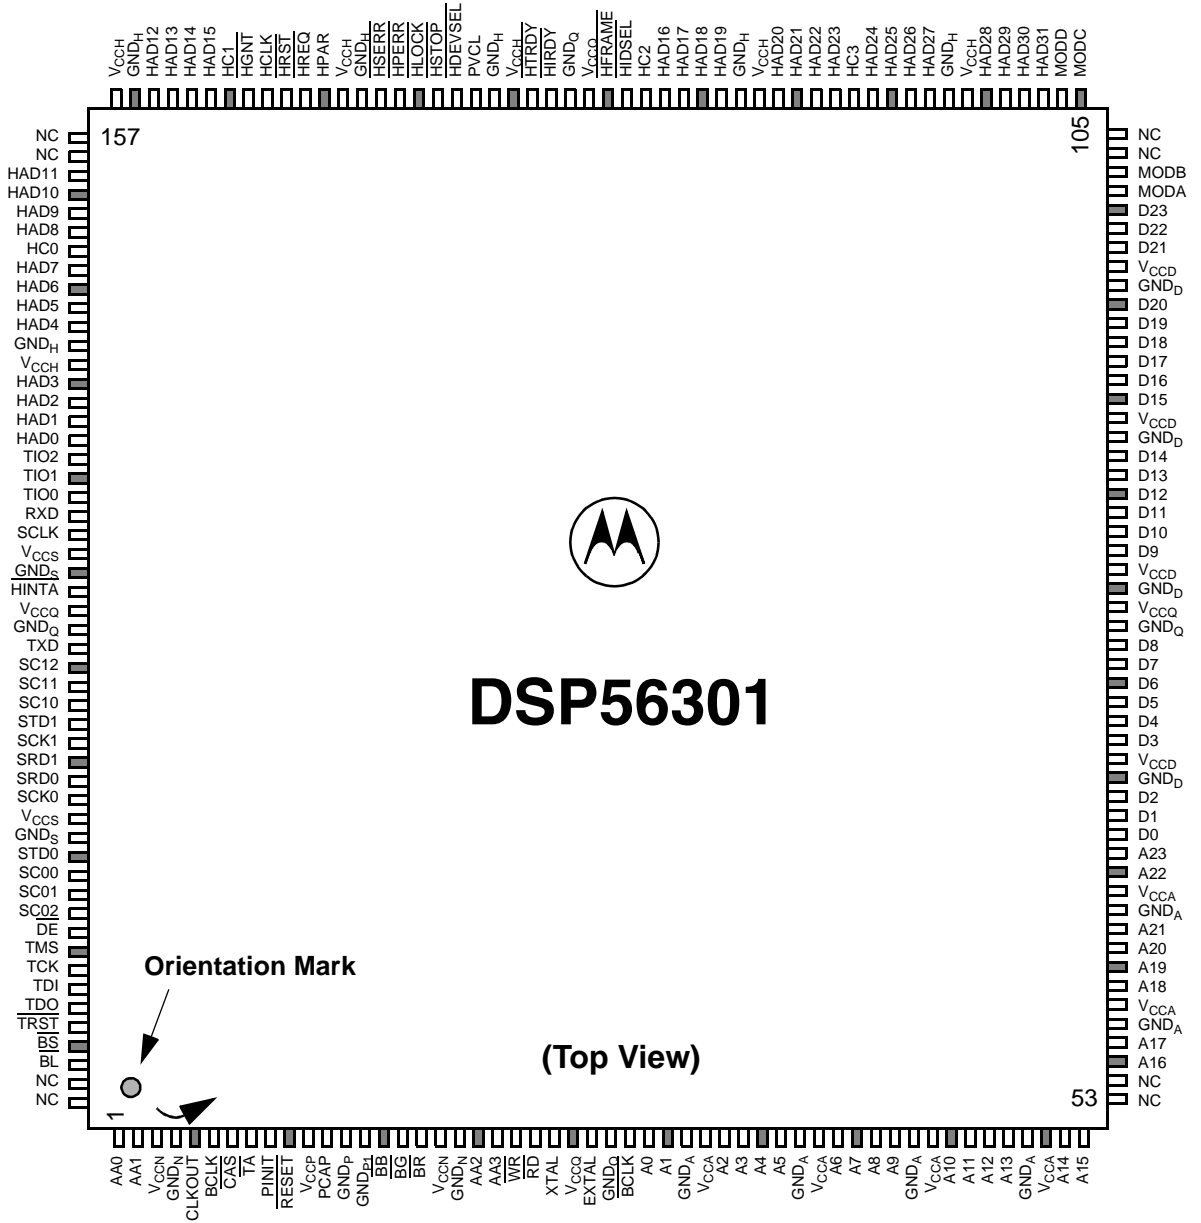 VCCH
GNDH
HAD12
HAD13
HAD14
HAD15
HC1
HGNT
HCLK
HRST
HREQ
HPAR
VCCH
GNDH
HSERR
HPERR
HLOCK
HSTOP
HDEVSEL
PVCL
GNDH
VCCH
HTRDY
HIRDY
GNDQ
VCCQ
HFRAME
HIDSEL
HC2
HAD16
HAD17
HAD18
HAD19
GNDH
VCCH
HAD20
HAD21
HAD22
HAD23
HC3
HAD24
HAD25
HAD26
HAD27
GNDH
VCCH
HAD28
HAD29
HAD30
HAD31
MODD
MODC
157
105
NC
NC
HAD11
HAD10
HAD9
HAD8
HC0
HAD7
HAD6
HAD5
HAD4
GNDH
VCCH
HAD3
HAD2
HAD1
HAD0
TIO2
TIO1
TIO0
RXD
SCLK
VCCS
GNDS
HINTA
VCCQ
GNDQ
TXD
SC12
SC11
SC10
STD1
SCK1
SRD1
SRD0
SCK0
VCCS
GNDS
STD0
SC00
SC01
SC02
DE
TMS
TCK
TDI
TDO
TRST
BS
BL
NC
NC
DSP56301
Orientation Mark
(Top View)
NC
NC
MODB
MODA
D23
D22
D21
VCCD
GNDD
D20
D19
D18
D17
D16
D15
VCCD
GNDD
D14
D13
D12
D11
D10
D9
VCCD
GNDD
VCCQ
GNDQ
D8
D7
D6
D5
D4
D3
VCCD
GNDD
D2
D1
D0
A23
A22
VCCA
GNDA
A21
A20
A19
A18
VCCA
GNDA
A17
A16
NC
NC
1
53
AA0
AA1
VCCN
GNDN
CLKOUT
BCLK
CAS
TA
PINIT
RESET
VCCP
PCAP
GNDP
GNDP1
BB
BG
BR
VCCN
GNDN
AA2
AA3
WR
RD
XTAL
VCCQ
EXTAL
GNDQ
BCLK
A0
A1
GNDA
VCCA
A2
A3
A4
A5
GNDA
VCCA
A6
A7
A8
A9
GNDA
VCCA
A10
A11
A12
A13
GNDA
VCCA
A14
A15